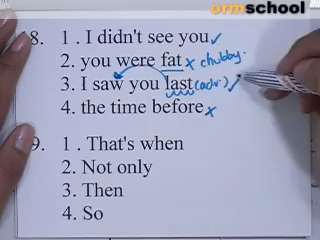 ormschool
8. 1 . I didn't see you ✓
2. you were fat x chubby.
3. I saw you last (adv.) ✓
4. the time before x
9. 1 . That's when
2. Not only
3. Then
4. So